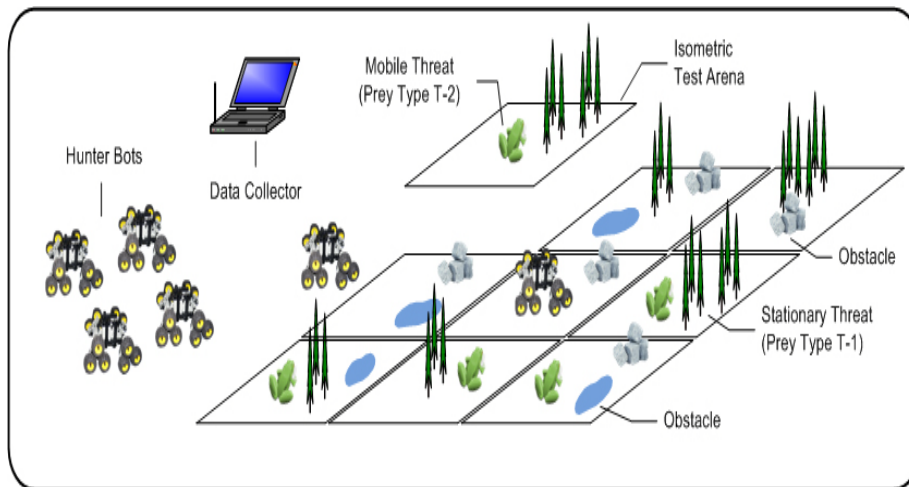 Isometric
Test Arena
Mobile Threat
(Prey Type T-2)
Hunter Bots
Data Collector
Obstacle
Stationary Threat
(Prey Type T-1)
Obstacle